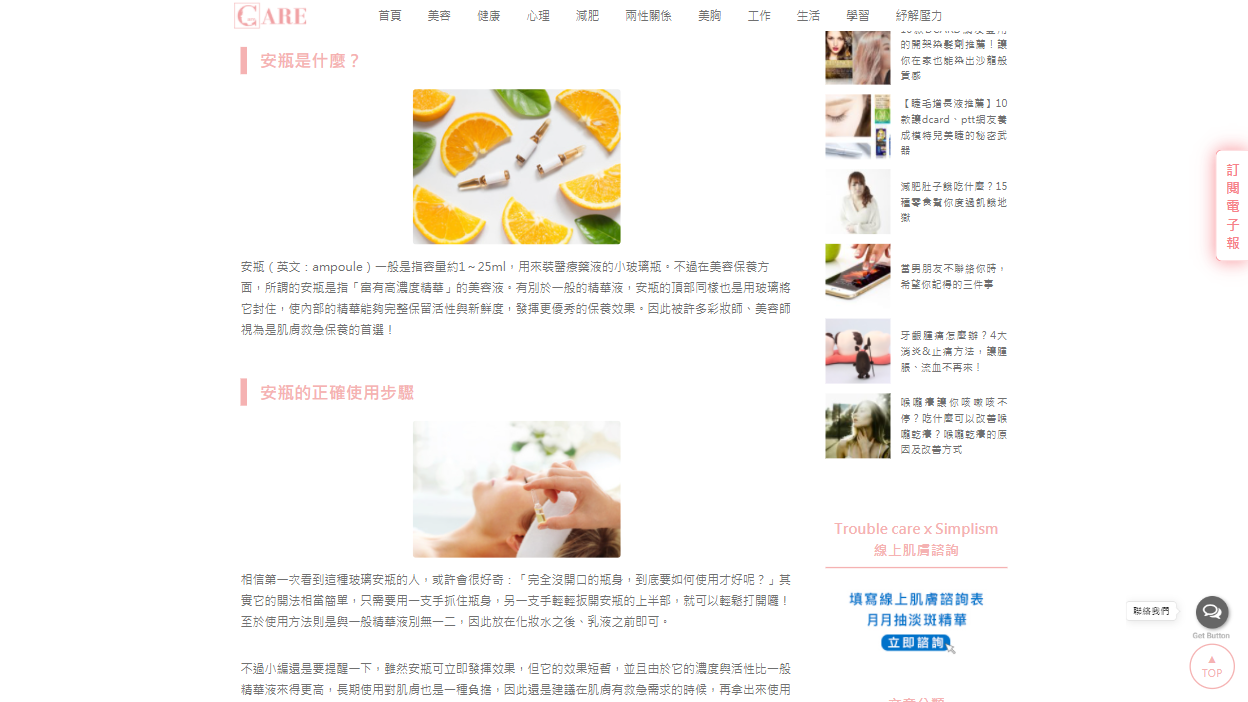 CARE
首頁 美容 健康 心理 減肥 兩性關係 美胸 工作 生活 學習 紓解壓力
安瓶是什麼？
安瓶（英文：ampoule）一般是指容量約1～25ml，用來裝醫療藥液的小玻璃瓶。不過在美容保養方
面，所謂的安瓶是指「富有高濃度精華」的美容液。有別於一般的精華液，安瓶的頂部同樣也是用玻璃將
它封住，使內部的精華能夠完整保留活性與新鮮度，發揮更優秀的保養效果。因此被許多彩妝師、美容師
視為是肌膚救急保養的首選！
安瓶的正確使用步驟
相信第一次看到這種玻璃安瓶的人，或許會很好奇：「完全沒開口的瓶身，到底要如何使用才好呢？」其
實它的開法相當簡單，只需要用一支手抓住瓶身，另一支手輕輕扳開安瓶的上半部，就可以輕鬆打開囉！
至於使用方法則是與一般精華液別無一二，因此放在化妝水之後、乳液之前即可。
不過小編還是要提醒一下，雖然安瓶可立即發揮效果，但它的效果短暫，並且由於它的濃度與活性比一般
精華液來得更高，長期使用對肌膚也是一種負擔，因此還是建議在肌膚有救急需求的時候，再拿出來使用
的開架染髮劑推薦！讓
你在家也能染出沙龍般
質感
【睫毛增長液推薦】10
款讓dcard、ptt網友養
成模特兒美睫的秘密武
器
減肥肚子餓吃什麼？15
種零食幫你度過飢餓地
獄
當男朋友不聯絡你時，
希望你記得的三件事
牙齦腫痛怎麼辦？4大
消炎&止痛方法，讓腫
脹、流血不再來！
喉嚨癢讓你咳嗽咳不
停？吃什麼可以改善喉
嚨乾癢？喉嚨乾癢的原
因及改善方式
Trouble care x Simplism
線上肌膚諮詢
填寫線上肌膚諮詢表
月月抽淡斑精華
立即諮詢
文章分類
訂閱電子報
聯絡我們
Get Button
TOP